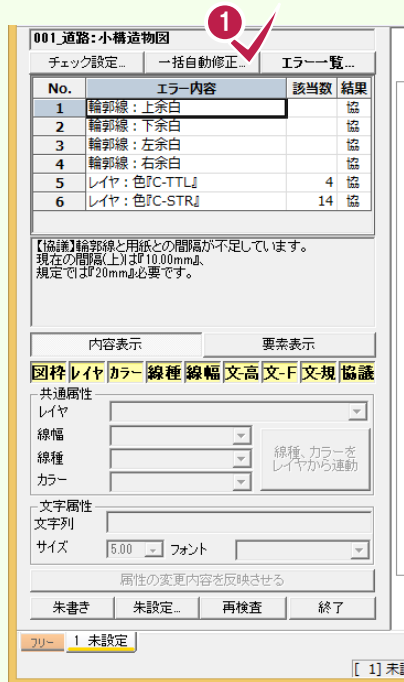 1
001_道路:小構造物図
チェック設定... 一括自動修正... エラー一覧...
No. エラー内容 該当数 結果
1 輪郭線:上余白 協
2 輪郭線:下余白 協
3 輪郭線:左余白 協
4 輪郭線:右余白 協
5 レイヤ:色『C-TTL』 4 協
6 レイヤ:色『C-STR』 14 協
【協議】輪郭線と用紙との間隔が不足しています。
現在の間隔(上)は『10.00mm』、
規定では『20mm』必要です。
内容表示 要素表示
図枠 レイヤ カラー 線種 線幅 文-高 文-F 文-規 協議
共通属性
レイヤ
線幅
線種
カラー
線種、カラーを
レイヤから連動
文字属性
文字列
サイズ 5.00 フォント
属性の変更内容を反映させる
朱書き 朱設定... 再検査 終了
フリー 1 未設定
[ 1] 未